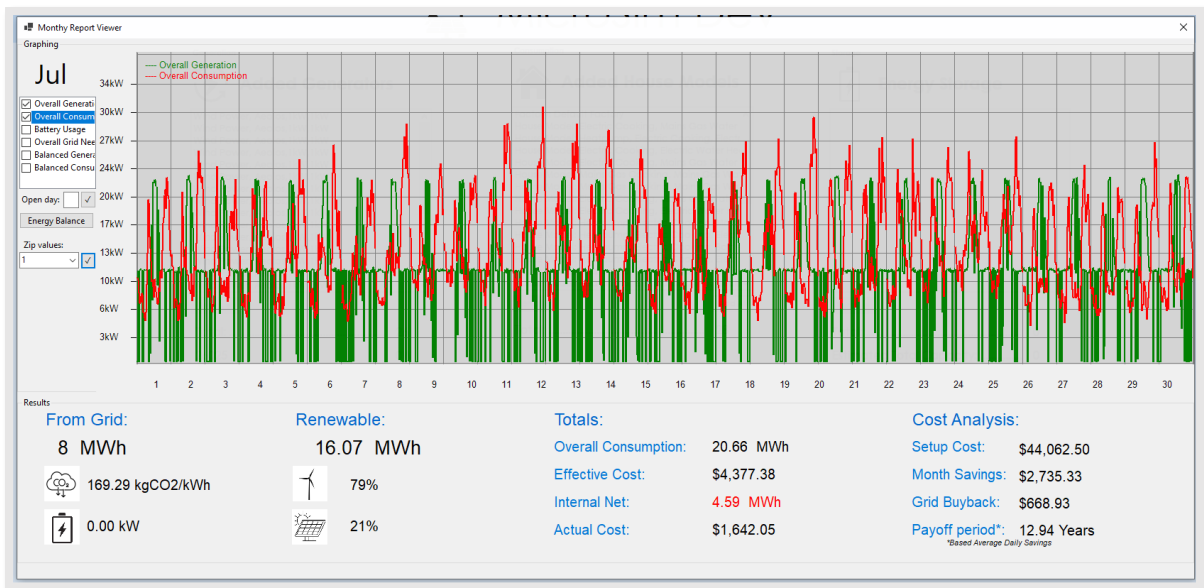 Monthy Report Viewer
Graphing
Jul
Overall Generati
Overall Consum
Battery Usage
Overall Grid Nee
Balanced Genera
Balanced Consu
Open day:
Energy Balance
Zip values:
1
Overall Generation
Overall Consumption
34kW
30kW
27kW
24kW
20kW
17kW
13kW
10kW
6kW
3kW
1 2 3 4 5 6 7 8 9 10 11 12 13 14 15 16 17 18 19 20 21 22 23 24 25 26 27 28 29 30
Results
From Grid: Renewable: Totals: Cost Analysis:
8 MWh 16.07 MWh Overall Consumption: 20.66 MWh Setup Cost: $44,062.50
CO₂ 169.29 kgCO2/kWh 79% Effective Cost: $4,377.38 Month Savings: $2,735.33
Internal Net: 4.59 MWh Grid Buyback: $668.93
0.00 kW 21% Actual Cost: $1,642.05 Payoff period*: 12.94 Years
*Based Average Daily Savings